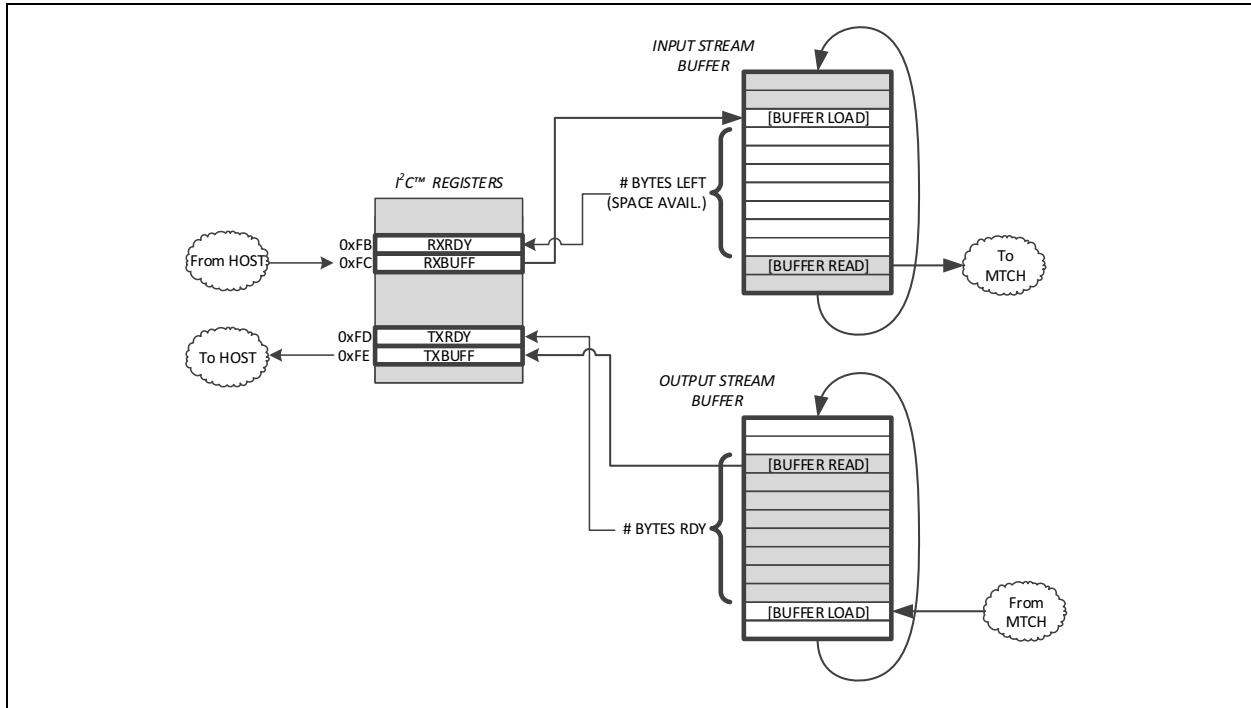 INPUT STREAM
BUFFER
[BUFFER LOAD]
# BYTES LEFT
(SPACE AVAIL.)
[BUFFER READ]
To
MTCH
I²C™ REGISTERS
From HOST
0xFB RXRDY
0xFC RXBUFF
0xFD TXRDY
0xFE TXBUFF
To HOST
OUTPUT STREAM
BUFFER
[BUFFER READ]
# BYTES RDY
[BUFFER LOAD]
From
MTCH